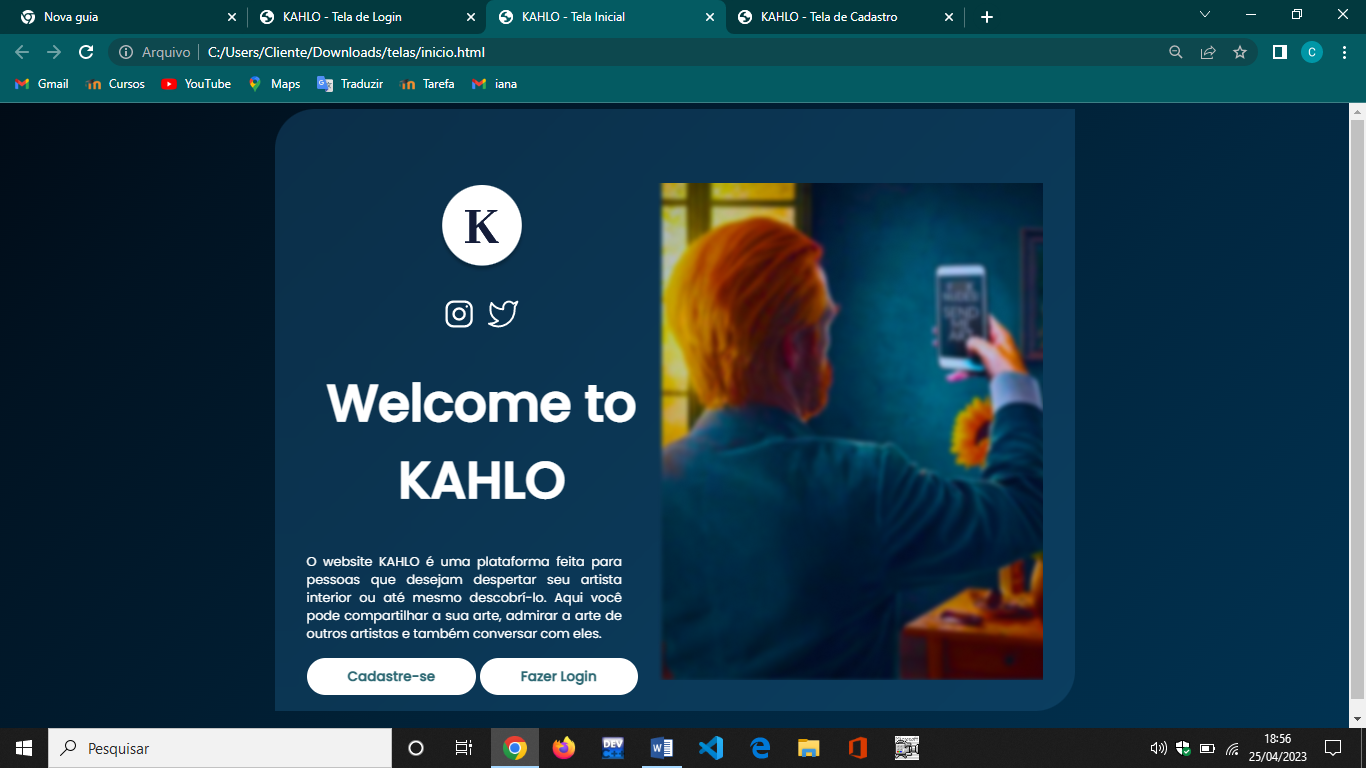 Nova guia
KAHLO - Tela de Login
KAHLO - Tela Inicial
KAHLO - Tela de Cadastro
Arquivo
C:/Users/Cliente/Downloads/telas/inicio.html
C
Gmail
Cursos
YouTube
Maps
Traduzir
Tarefa
iana
K
Welcome to
KAHLO
O website KAHLO é uma plataforma feita para
pessoas que desejam despertar seu artista
interior ou até mesmo descobrí-lo. Aqui você
pode compartilhar a sua arte, admirar a arte de
outros artistas e também conversar com eles.
Cadastre-se
Fazer Login
SEND
Pesquisar
DEV
18:56
25/04/2023